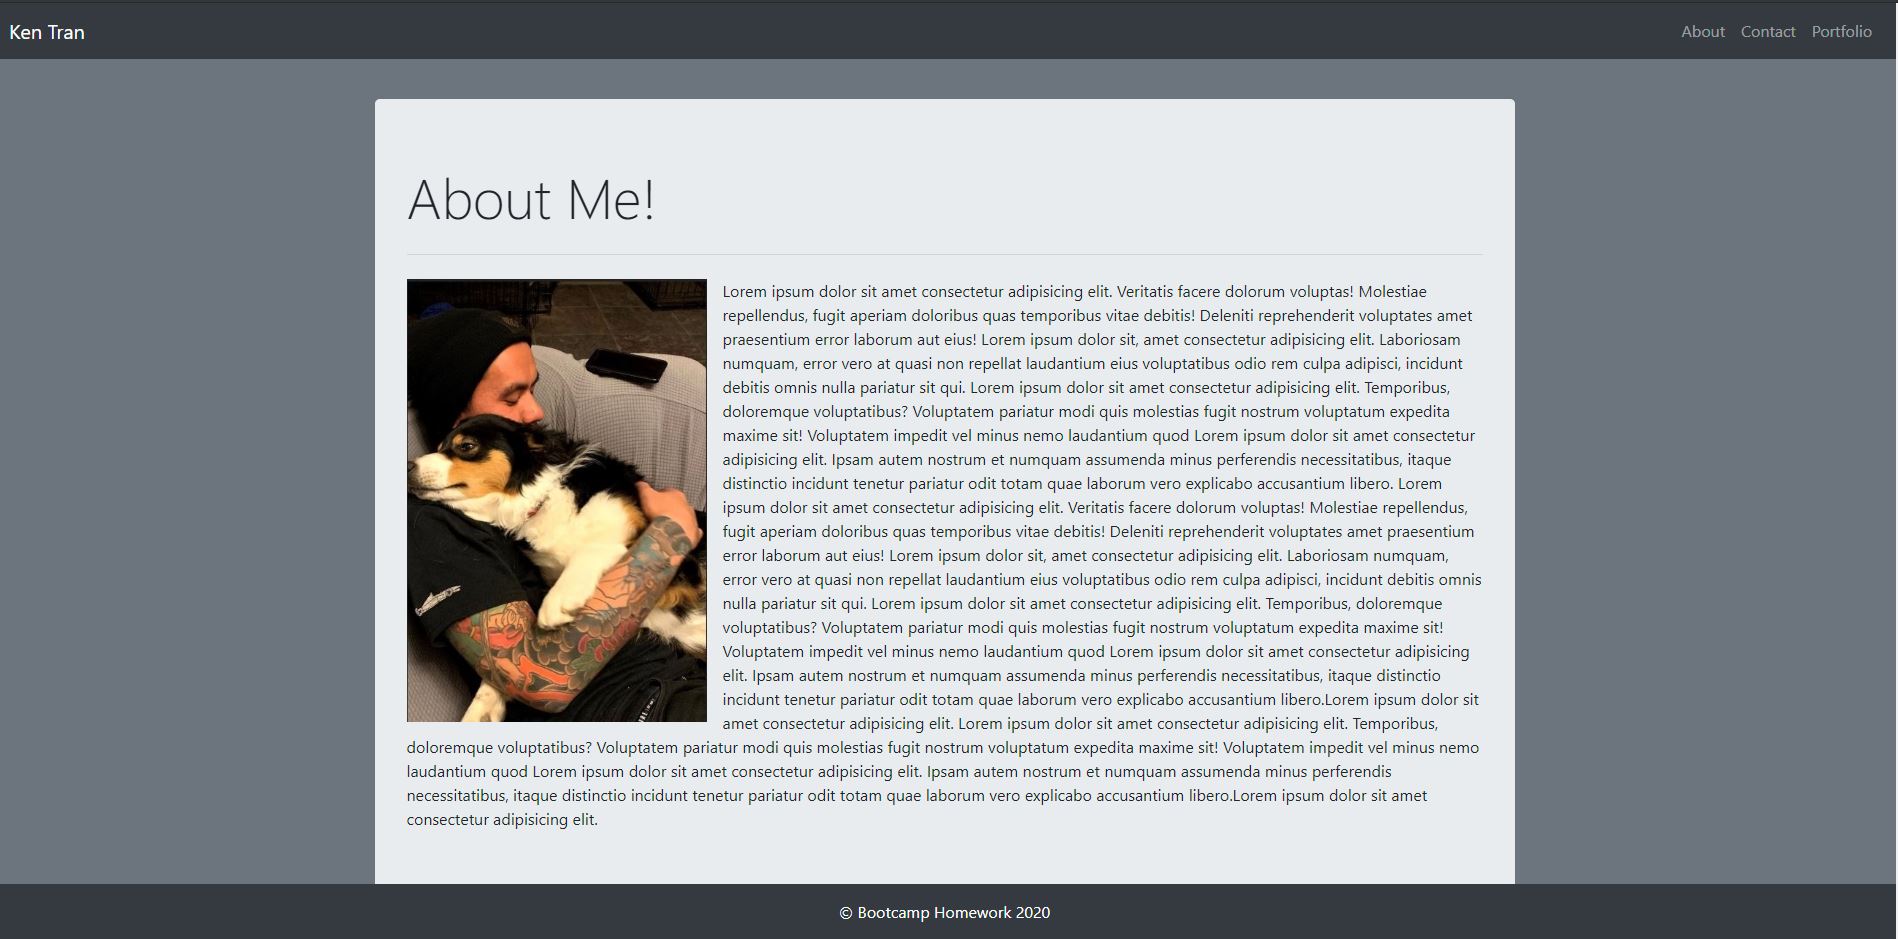 Ken Tran
About Contact Portfolio
About Me!
Lorem ipsum dolor sit amet consectetur adipisicing elit. Veritatis facere dolorum voluptas! Molestiae
repellendus, fugit aperiam doloribus quas temporibus vitae debitis! Deleniti reprehenderit voluptates amet
praesentium error laborum aut eius! Lorem ipsum dolor sit, amet consectetur adipisicing elit. Laboriosam
numquam, error vero at quasi non repellat laudantium eius voluptatibus odio rem culpa adipisci, incidunt
debitis omnis nulla pariatur sit qui. Lorem ipsum dolor sit amet consectetur adipisicing elit. Temporibus,
doloremque voluptatibus? Voluptatem pariatur modi quis molestias fugit nostrum voluptatum expedita
maxime sit! Voluptatem impedit vel minus nemo laudantium quod Lorem ipsum dolor sit amet consectetur
adipisicing elit. Ipsam autem nostrum et numquam assumenda minus perferendis necessitatibus, itaque
distinctio incidunt tenetur pariatur odit totam quae laborum vero explicabo accusantium libero. Lorem
ipsum dolor sit amet consectetur adipisicing elit. Veritatis facere dolorum voluptas! Molestiae repellendus,
fugit aperiam doloribus quas temporibus vitae debitis! Deleniti reprehenderit voluptates amet praesentium
error laborum aut eius! Lorem ipsum dolor sit, amet consectetur adipisicing elit. Laboriosam numquam,
error vero at quasi non repellat laudantium eius voluptatibus odio rem culpa adipisci, incidunt debitis omnis
nulla pariatur sit qui. Lorem ipsum dolor sit amet consectetur adipisicing elit. Temporibus, doloremque
voluptatibus? Voluptatem pariatur modi quis molestias fugit nostrum voluptatum expedita maxime sit!
Voluptatem impedit vel minus nemo laudantium quod Lorem ipsum dolor sit amet consectetur adipisicing
elit. Ipsam autem nostrum et numquam assumenda minus perferendis necessitatibus, itaque distinctio
incidunt tenetur pariatur odit totam quae laborum vero explicabo accusantium libero.Lorem ipsum dolor sit
amet consectetur adipisicing elit. Lorem ipsum dolor sit amet consectetur adipisicing elit. Temporibus,
doloremque voluptatibus? Voluptatem pariatur modi quis molestias fugit nostrum voluptatum expedita maxime sit! Voluptatem impedit vel minus nemo
laudantium quod Lorem ipsum dolor sit amet consectetur adipisicing elit. Ipsam autem nostrum et numquam assumenda minus perferendis
necessitatibus, itaque distinctio incidunt tenetur pariatur odit totam quae laborum vero explicabo accusantium libero.Lorem ipsum dolor sit amet
consectetur adipisicing elit.
© Bootcamp Homework 2020